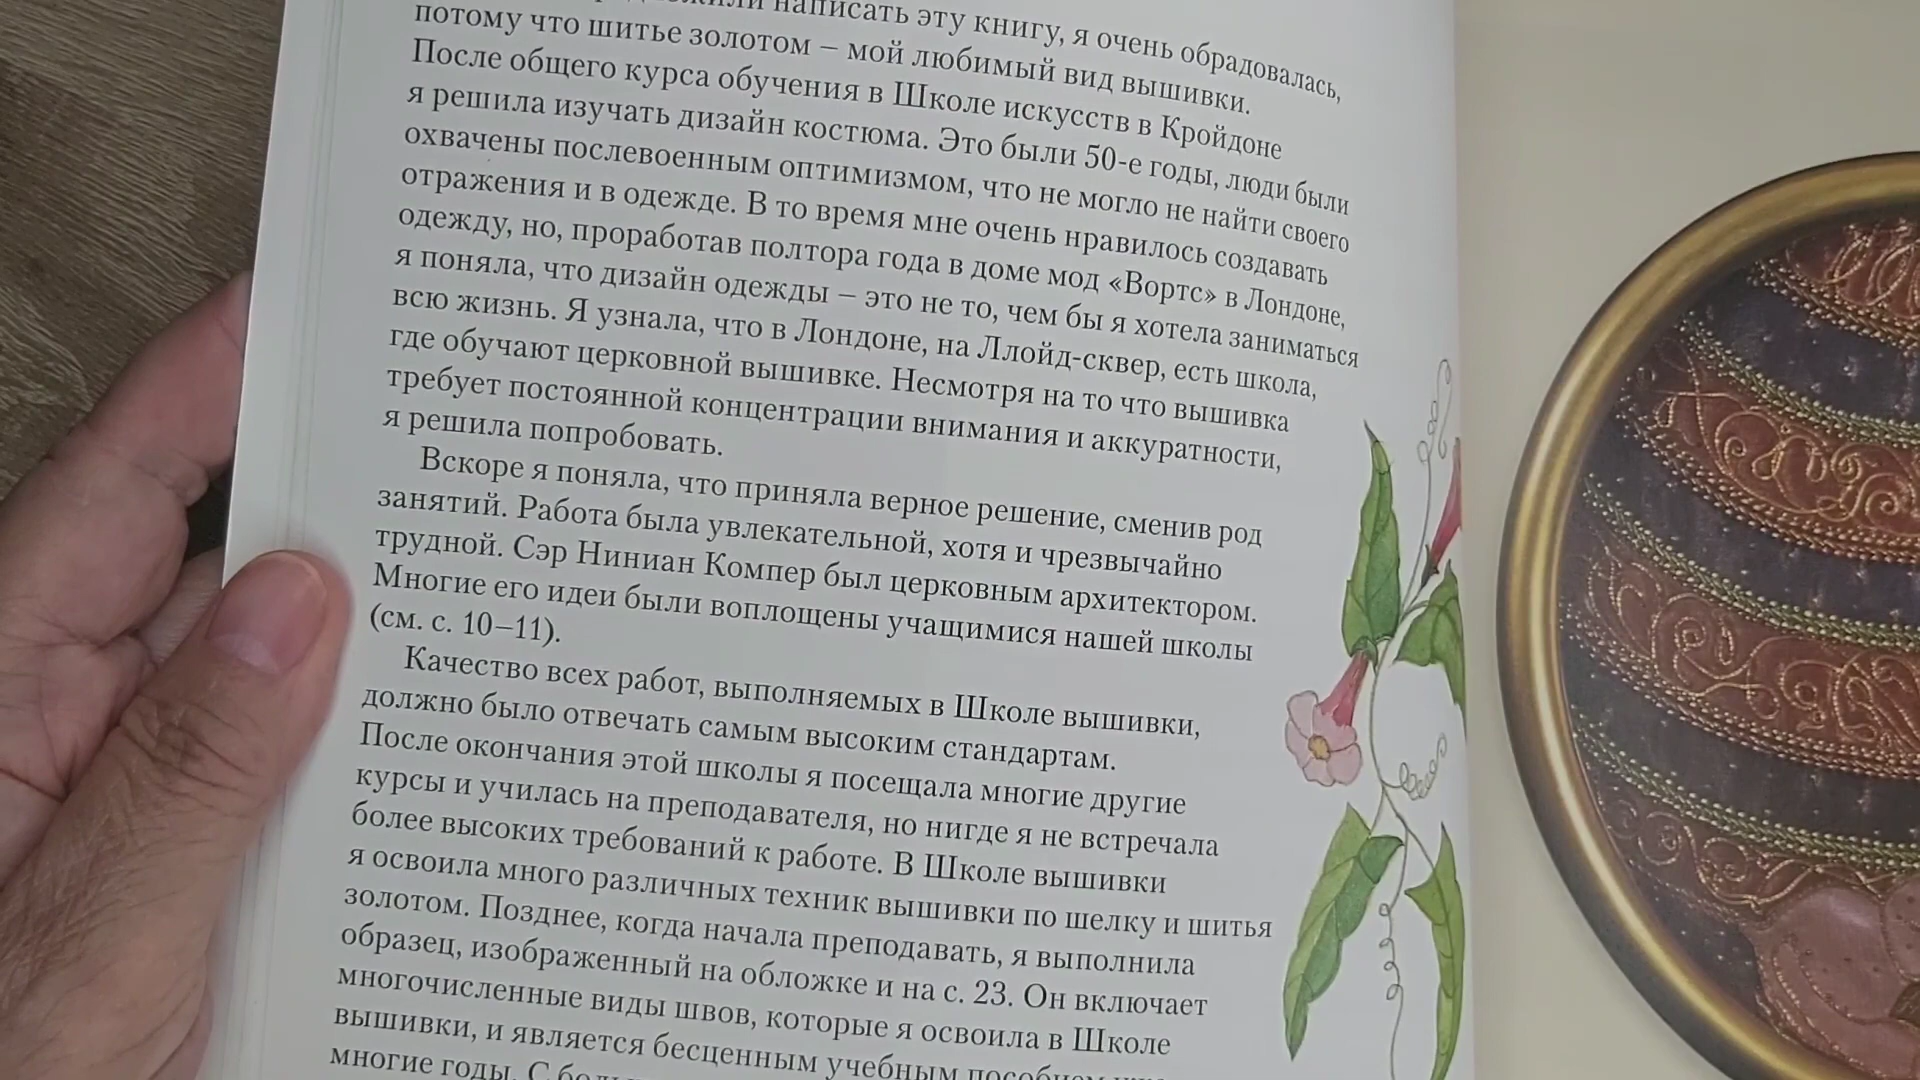 написать эту книгу, я очень обрадовалась,
потому что шитье золотом – мой любимый вид вышивки.
После общего курса обучения в Школе искусств в Кройдоне
я решила изучать дизайн костюма. Это были 50-е годы, люди были
охвачены послевоенным оптимизмом, что не могло не найти своего
отражения и в одежде. В то время мне очень нравилось создавать
одежду, но, проработав полтора года в доме мод «Вортс» в Лондоне,
я поняла, что дизайн одежды – это не то, чем бы я хотела заниматься
всю жизнь. Я узнала, что в Лондоне, на Ллойд-сквер, есть школа,
где обучают церковной вышивке. Несмотря на то что вышивка
требует постоянной концентрации внимания и аккуратности,
я решила попробовать.
Вскоре я поняла, что приняла верное решение, сменив род
занятий. Работа была увлекательной, хотя и чрезвычайно
трудной. Сэр Ниниан Компер был церковным архитектором.
Многие его идеи были воплощены учащимися нашей школы
(см. с. 10–11).
Качество всех работ, выполняемых в Школе вышивки,
должно было отвечать самым высоким стандартам.
После окончания этой школы я посещала многие другие
курсы и училась на преподавателя, но нигде я не встречала
более высоких требований к работе. В Школе вышивки
я освоила много различных техник вышивки по шелку и шитья
золотом. Позднее, когда начала преподавать, я выполнила
образец, изображенный на обложке и на с. 23. Он включает
многочисленные виды швов, которые я освоила в Школе
вышивки, и является бесценным учебным пособием
многие годы. С